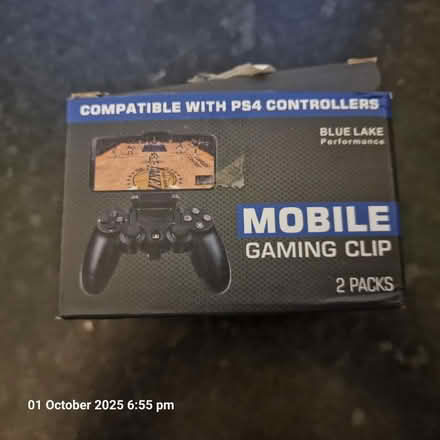 COMPATIBLE WITH PS4 CONTROLLERS
BLUE LAKE
Performance
MOBILE
GAMING CLIP
2 PACKS
01 October 2025 6:55 pm